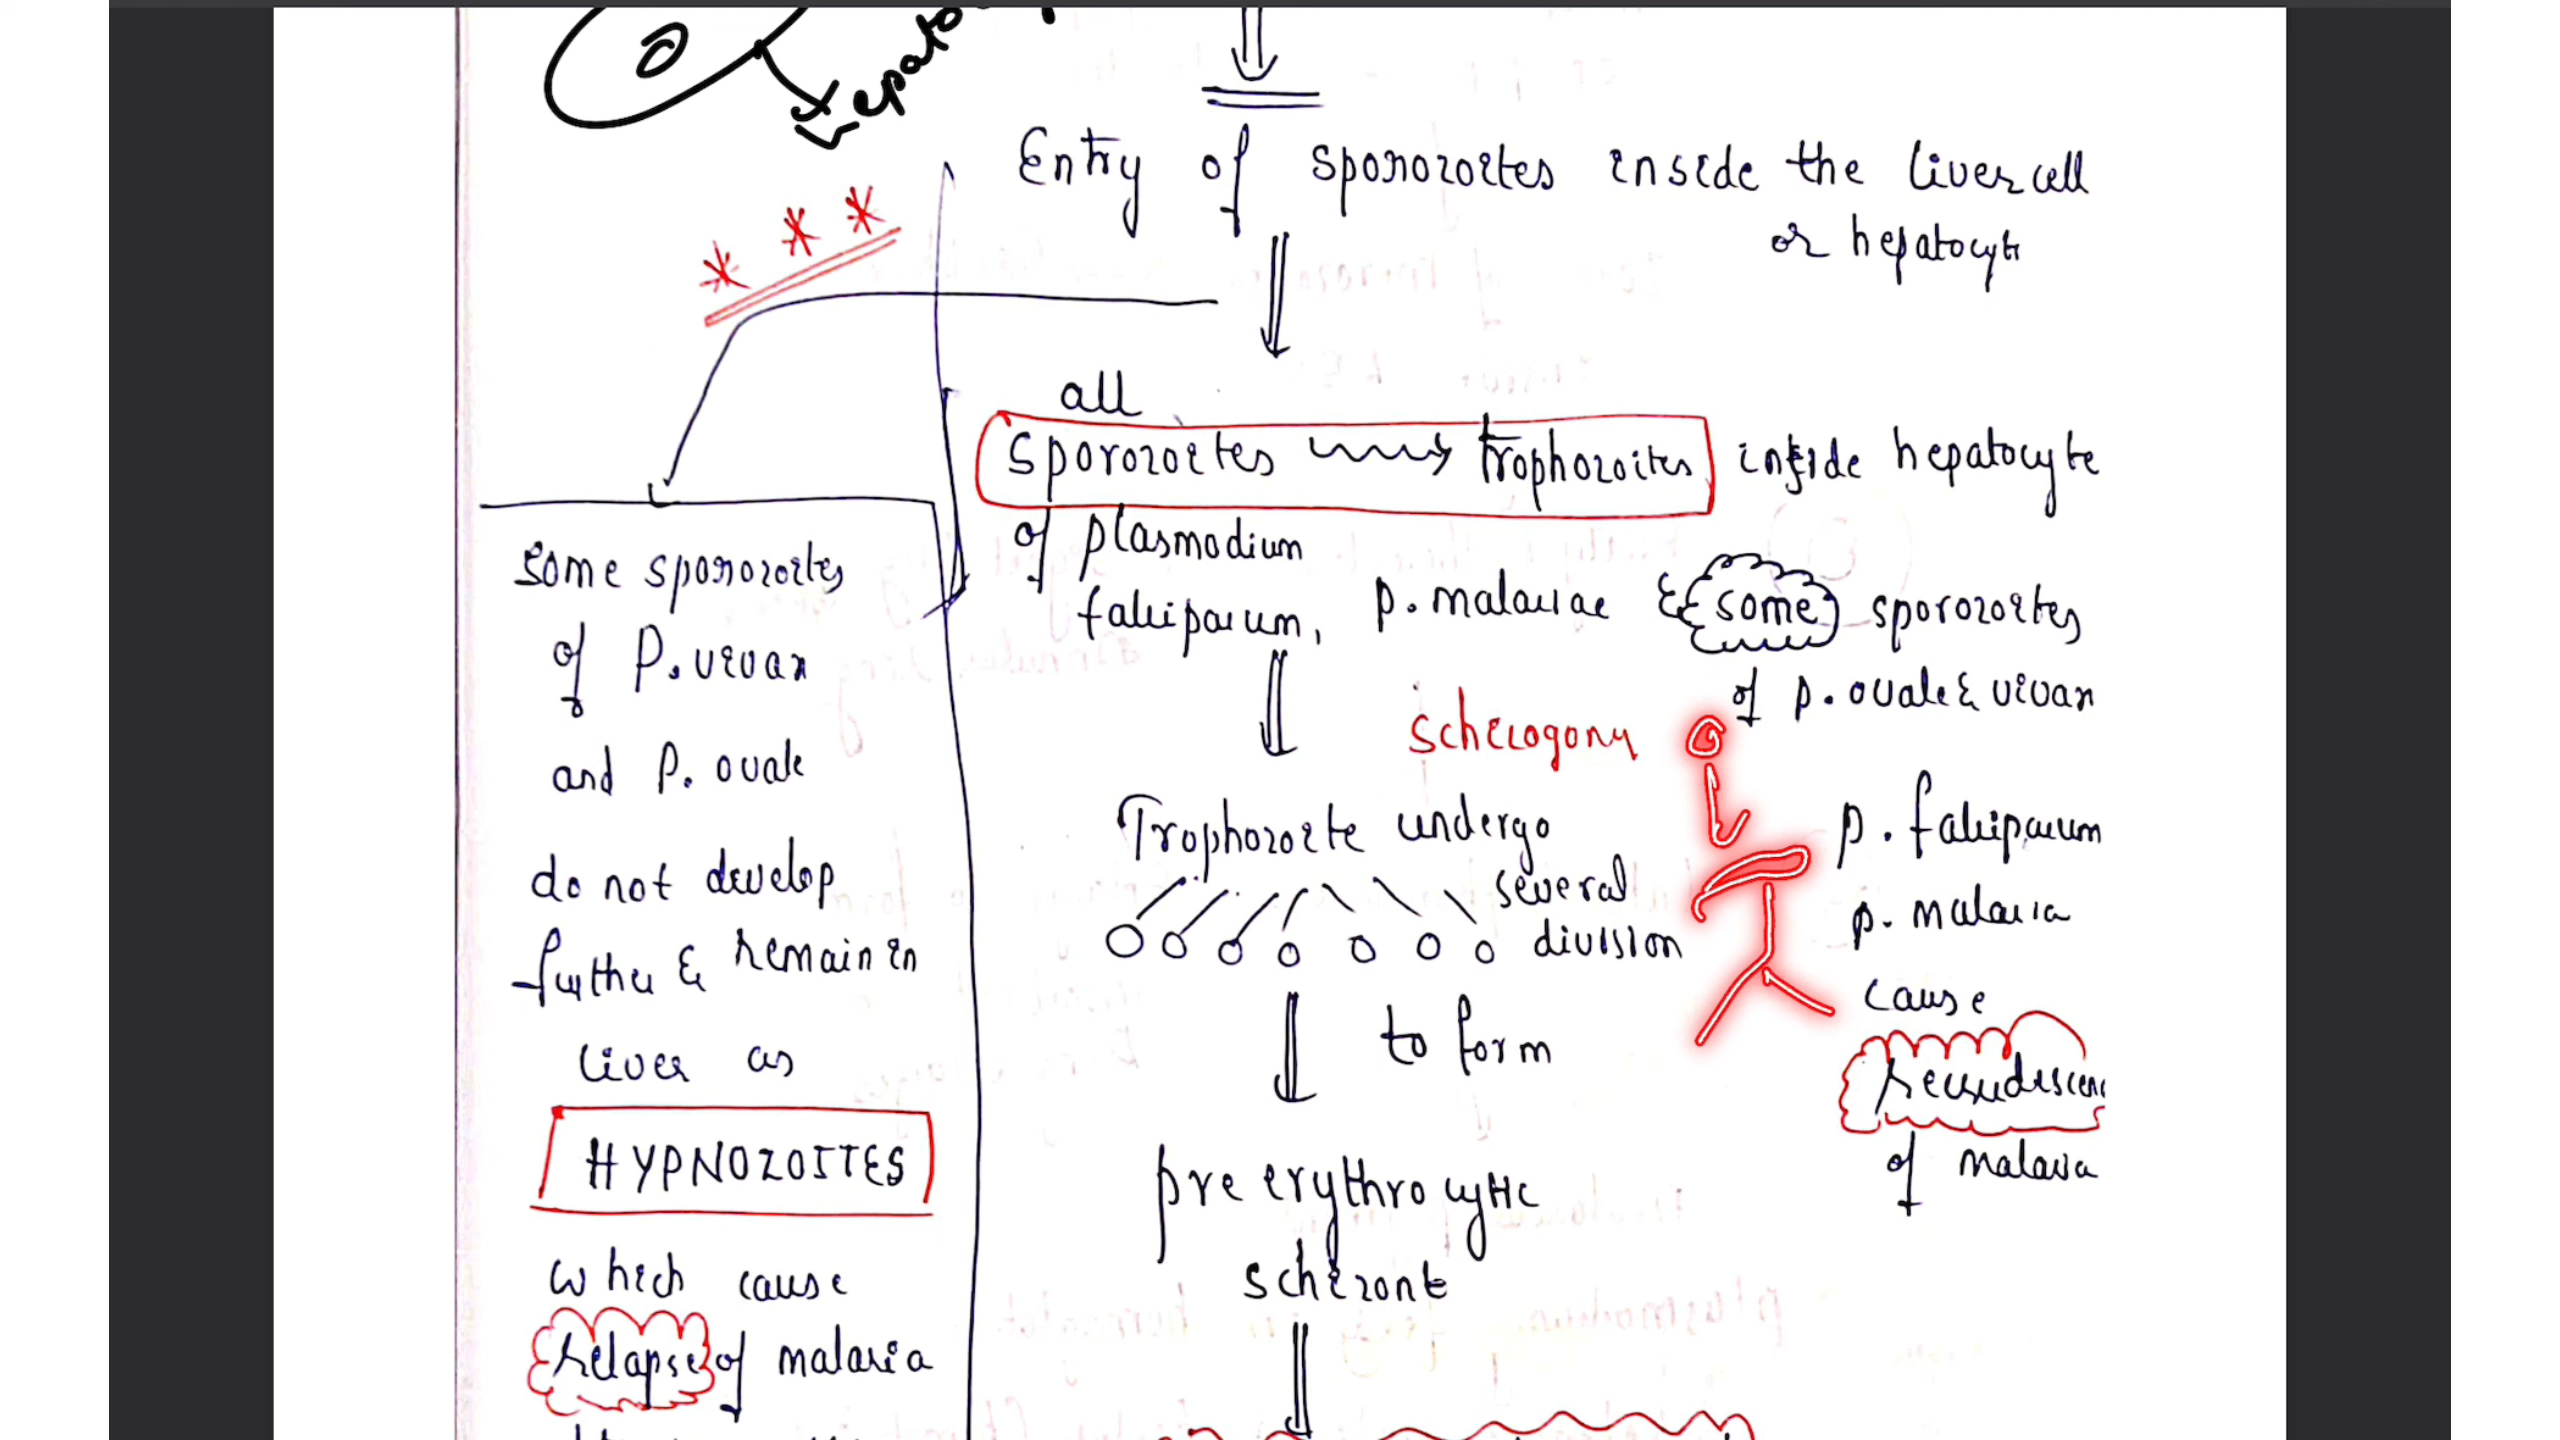 Hepato
Entry of sporozoites inside the liver cell
or hepatocyte
all
Sporozoites → trophozoites inside hepatocyte
of plasmodium
falciparum, p. malariae & some sporozoites
of p. ovale & vivax
schizogony
Trophozoite undergo
several
division
to form
pre erythrocytic
schizont
p. falciparum
p. malaria
cause
of malaria
some sporozoites
of P. vivax
and P. ovale
do not develop
further & remain in
liver as
HYPNOZOITES
which cause
relapse of malaria